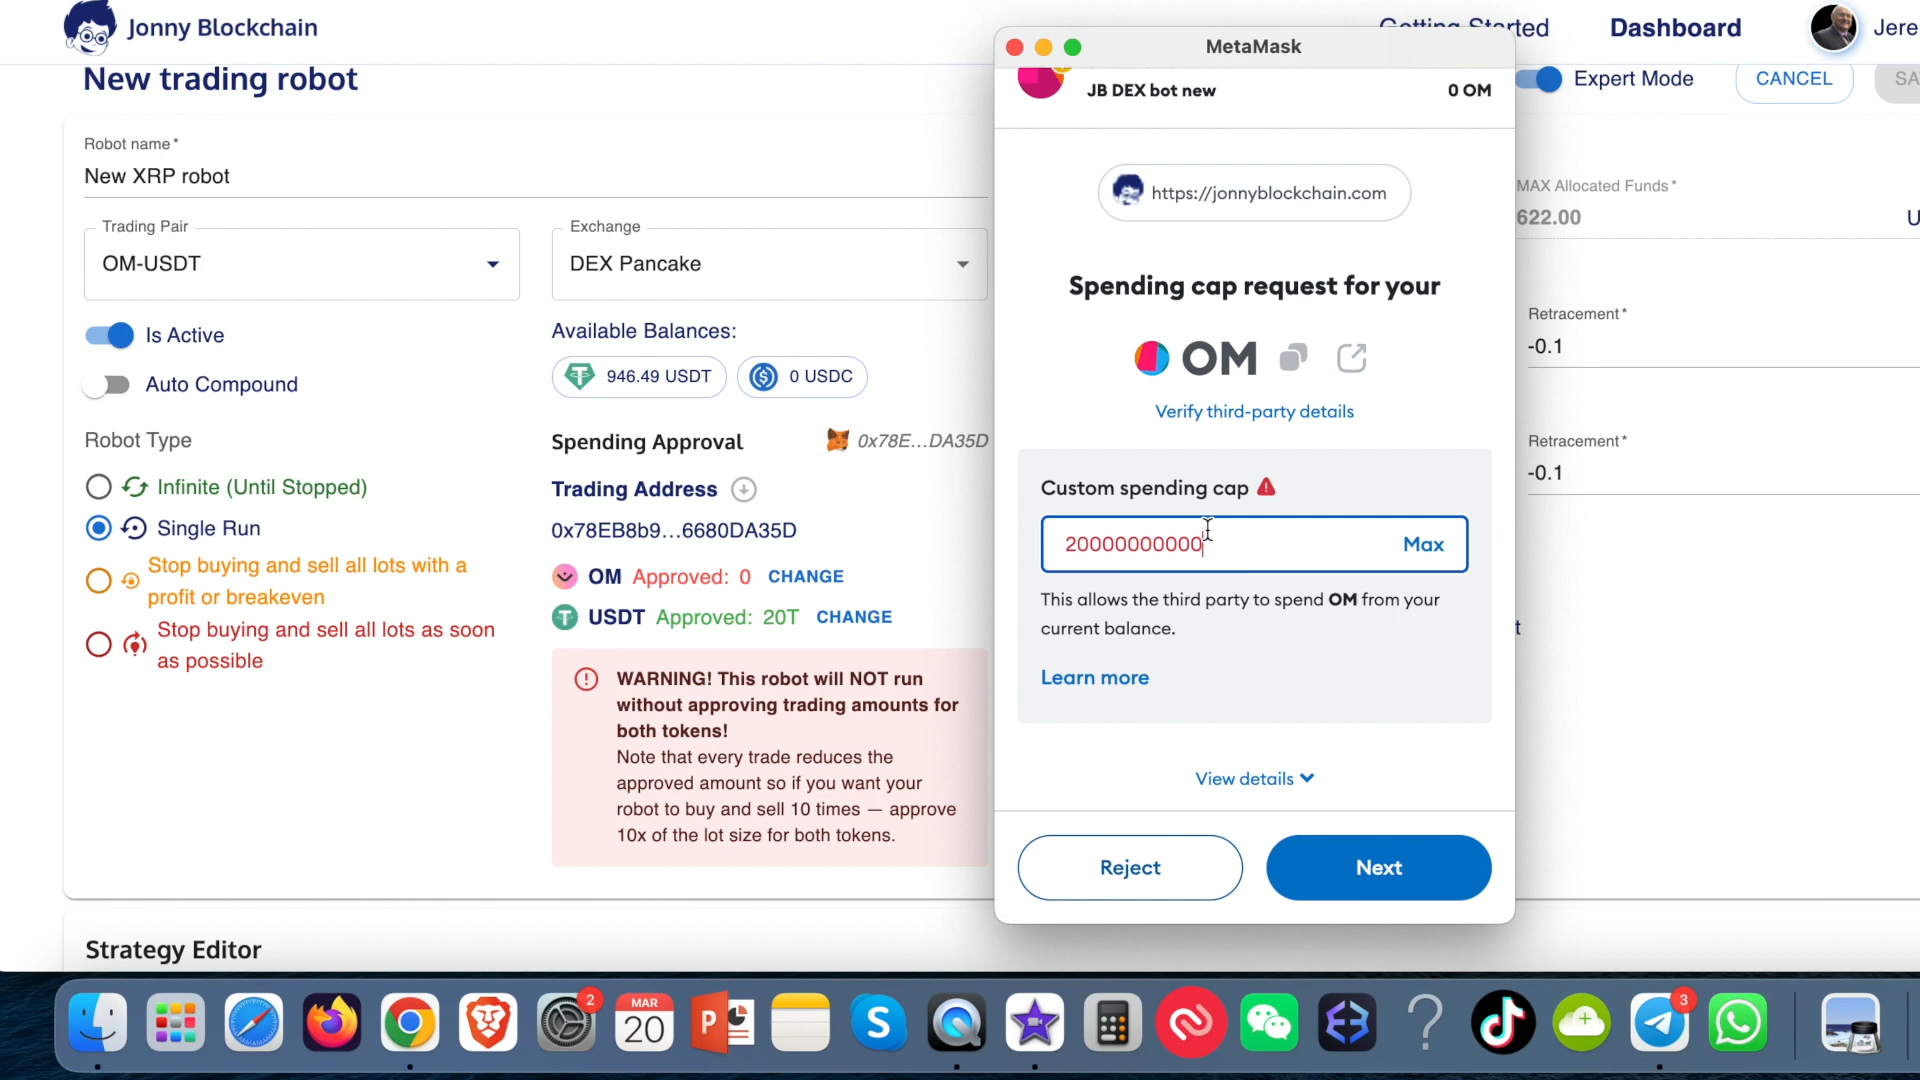 Jonny Blockchain
Getting Started
Dashboard
Jere
New trading robot
Expert Mode
CANCEL
SA
Robot name*
New XRP robot
Trading Pair
OM-USDT
Exchange
DEX Pancake
Is Active
Auto Compound
Available Balances:
946.49 USDT
0 USDC
Robot Type
Infinite (Until Stopped)
Single Run
Stop buying and sell all lots with a
profit or breakeven
Stop buying and sell all lots as soon
as possible
Spending Approval
0x78E...DA35D
Trading Address
0x78EB8b9...6680DA35D
OM Approved: 0 CHANGE
USDT Approved: 20T CHANGE
WARNING! This robot will NOT run
without approving trading amounts for
both tokens!
Note that every trade reduces the
approved amount so if you want your
robot to buy and sell 10 times — approve
10x of the lot size for both tokens.
Strategy Editor
MetaMask
JB DEX bot new
0 OM
https://jonnyblockchain.com
Spending cap request for your
OM
Verify third-party details
Custom spending cap
20000000000
Max
This allows the third party to spend OM from your
current balance.
Learn more
View details
Reject
Next
MAX Allocated Funds*
622.00
U
Retracement*
-0.1
Retracement*
-0.1
t
2
MAR
20
P
S
3